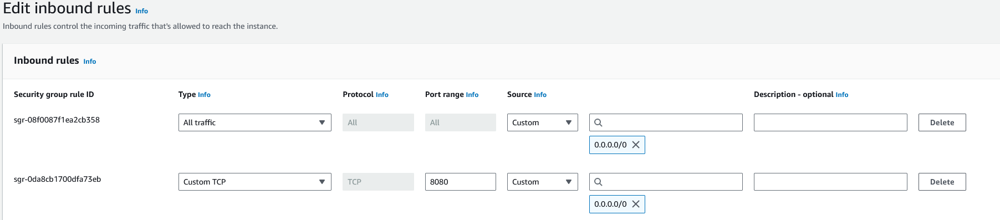 Edit inbound rules Info
Inbound rules control the incoming traffic that's allowed to reach the instance.
Inbound rules Info
Security group rule ID Type Info Protocol Info Port range Info Source Info Description - optional Info
sgr-08f0087f1ea2cb358 All traffic All All Custom Delete
0.0.0.0/0
sgr-0da8cb1700dfa73eb Custom TCP TCP 8080 Custom Delete
0.0.0.0/0